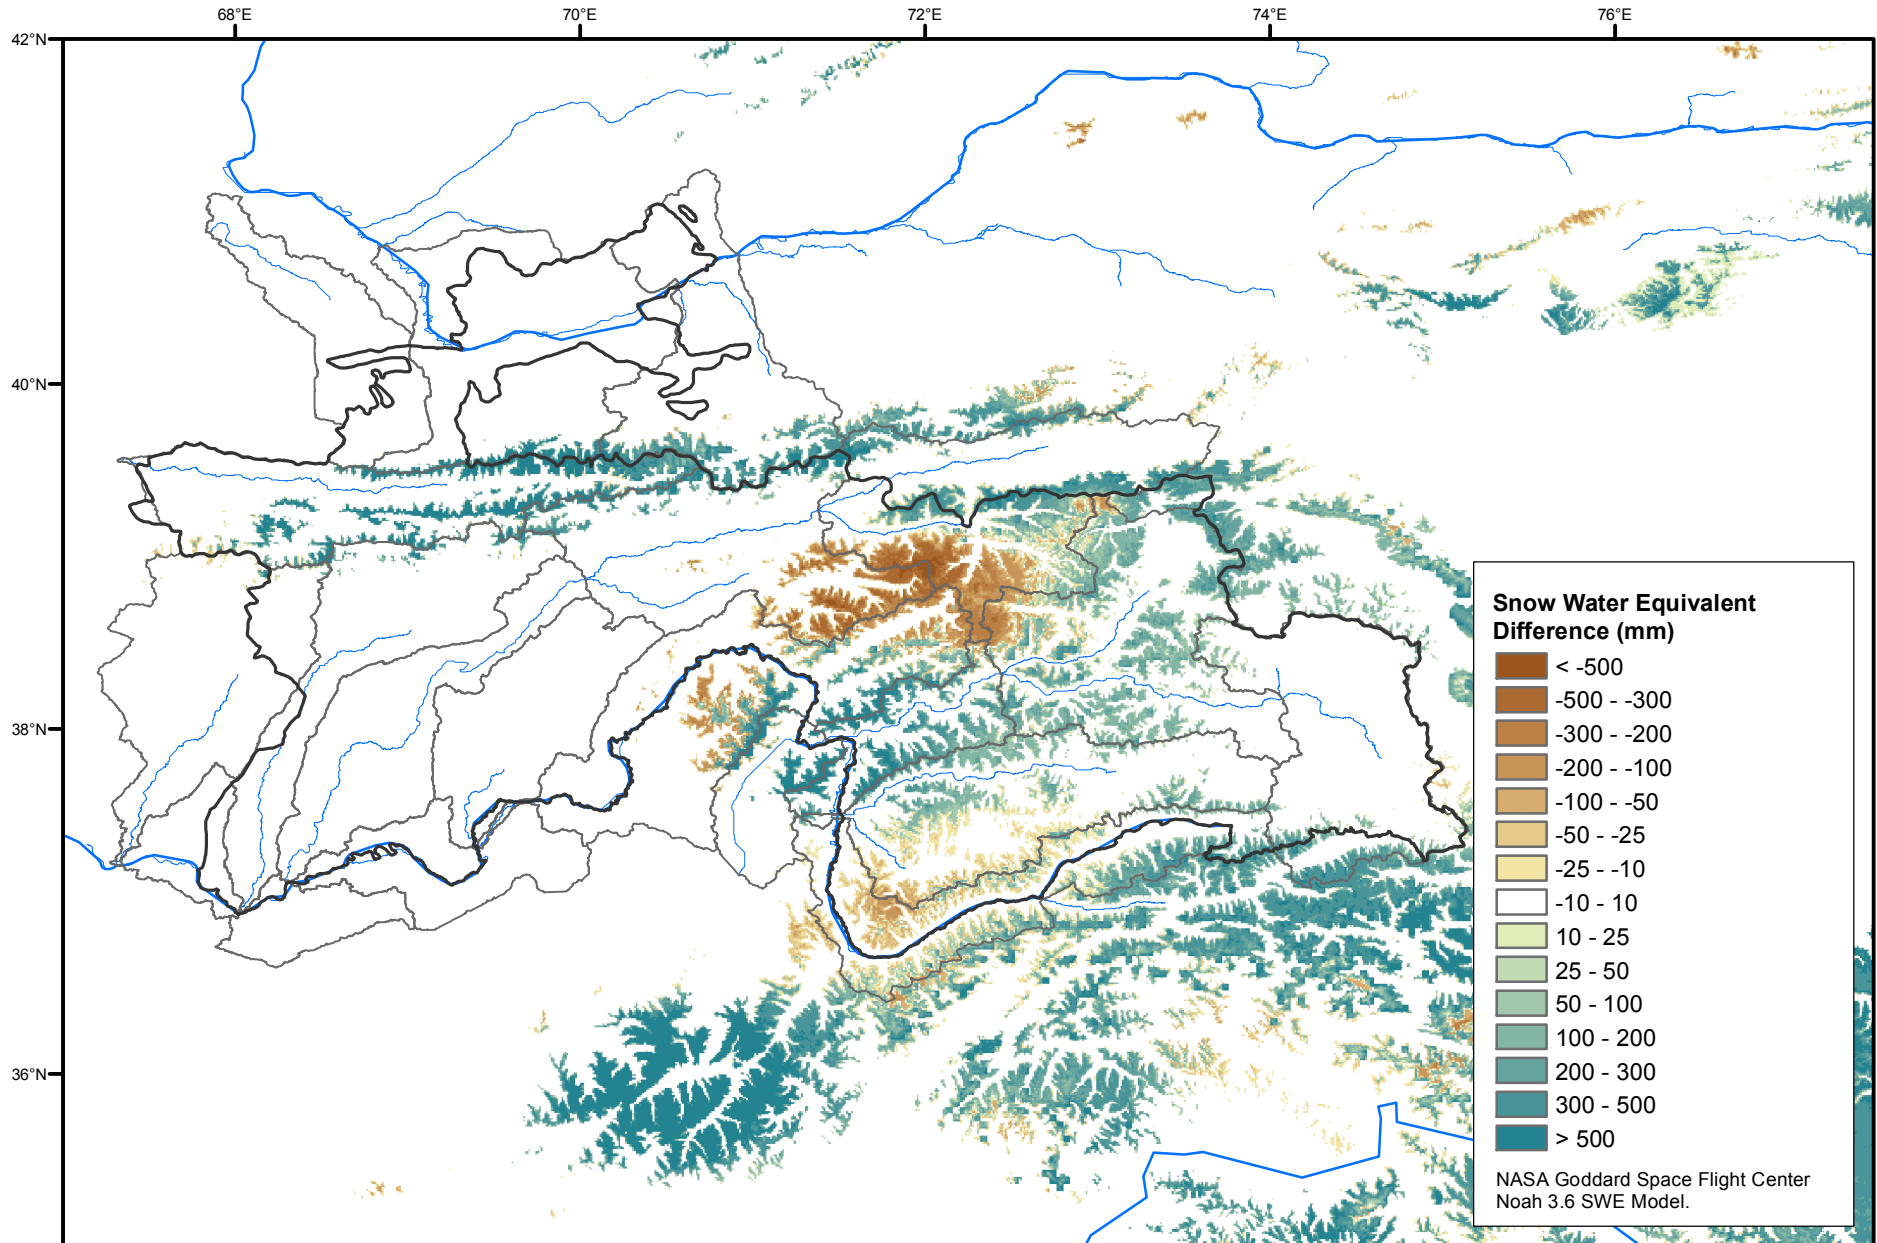 68°E 70°E 72°E 74°E 76°E
42°N
40°N
38°N
36°N
Snow Water Equivalent
Difference (mm)
< -500
-500 - -300
-300 - -200
-200 - -100
-100 - -50
-50 - -25
-25 - -10
-10 - 10
10 - 25
25 - 50
50 - 100
100 - 200
200 - 300
300 - 500
> 500
NASA Goddard Space Flight Center
Noah 3.6 SWE Model.